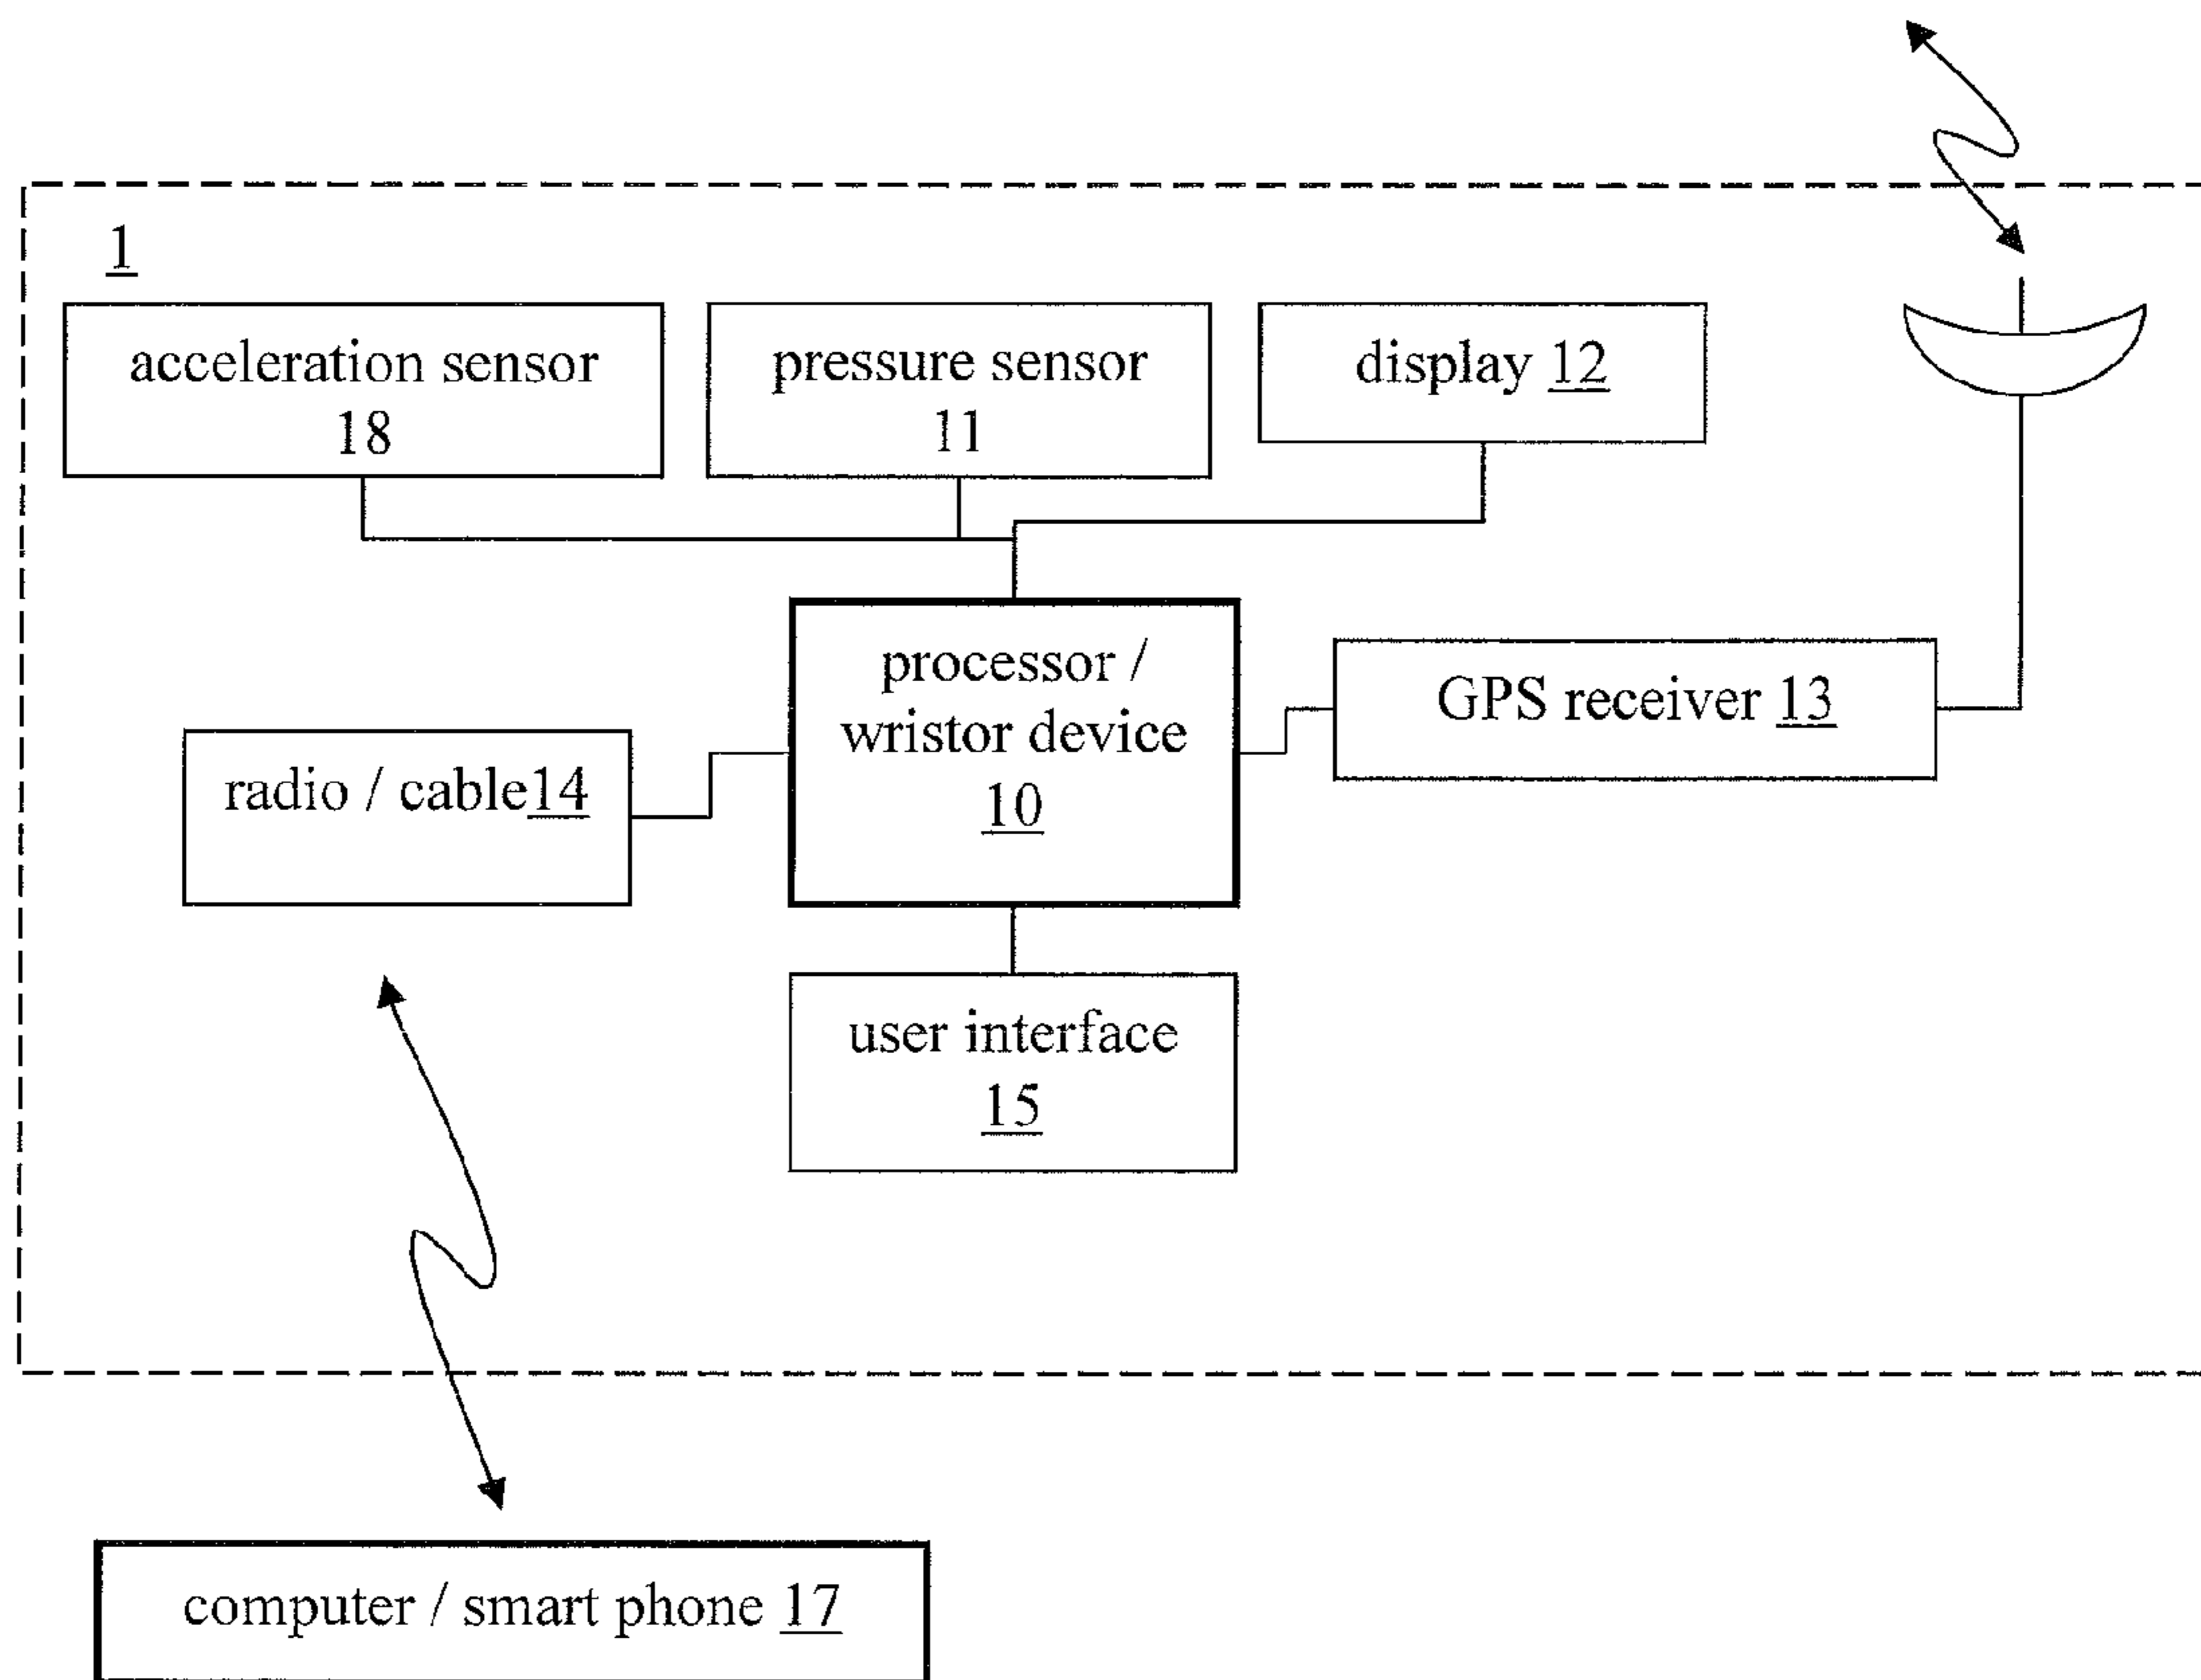 1
acceleration sensor
18
pressure sensor
11
display 12
processor /
wristor device
10
GPS receiver 13
radio / cable14
user interface
15
computer / smart phone 17